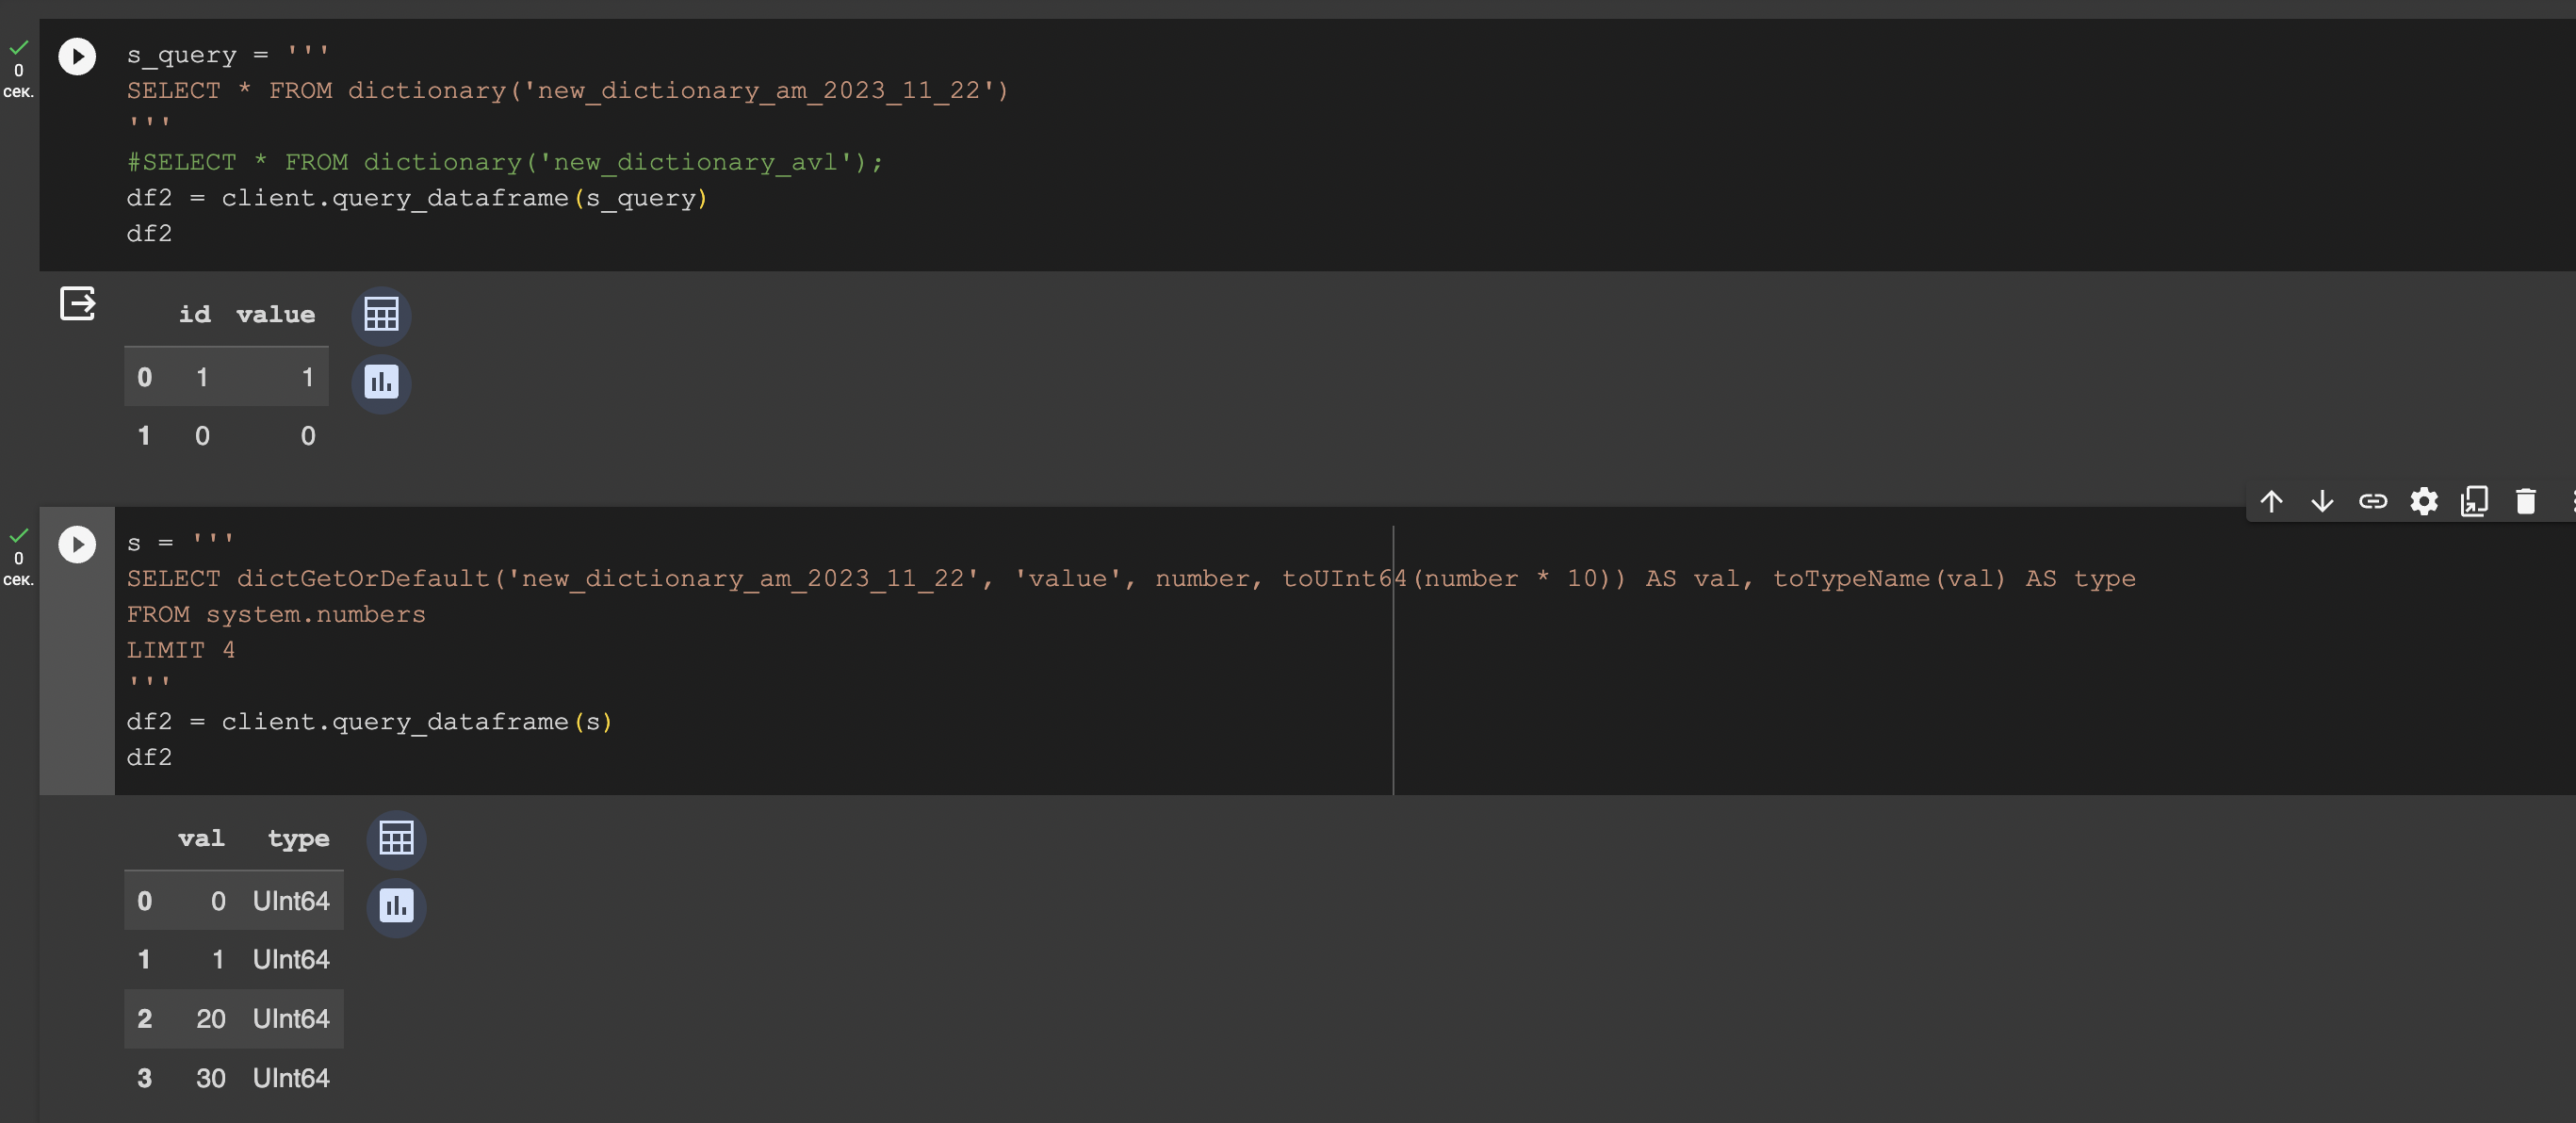 0
сек.
s_query = '''
SELECT * FROM dictionary('new_dictionary_am_2023_11_22')
'''
#SELECT * FROM dictionary('new_dictionary_avl');
df2 = client.query_dataframe(s_query)
df2
id value
0 1 1
1 0 0
0
сек.
s = '''
SELECT dictGetOrDefault('new_dictionary_am_2023_11_22', 'value', number, toUInt64(number * 10)) AS val, toTypeName(val) AS type
FROM system.numbers
LIMIT 4
'''
df2 = client.query_dataframe(s)
df2
val type
0 0 UInt64
1 1 UInt64
2 20 UInt64
3 30 UInt64